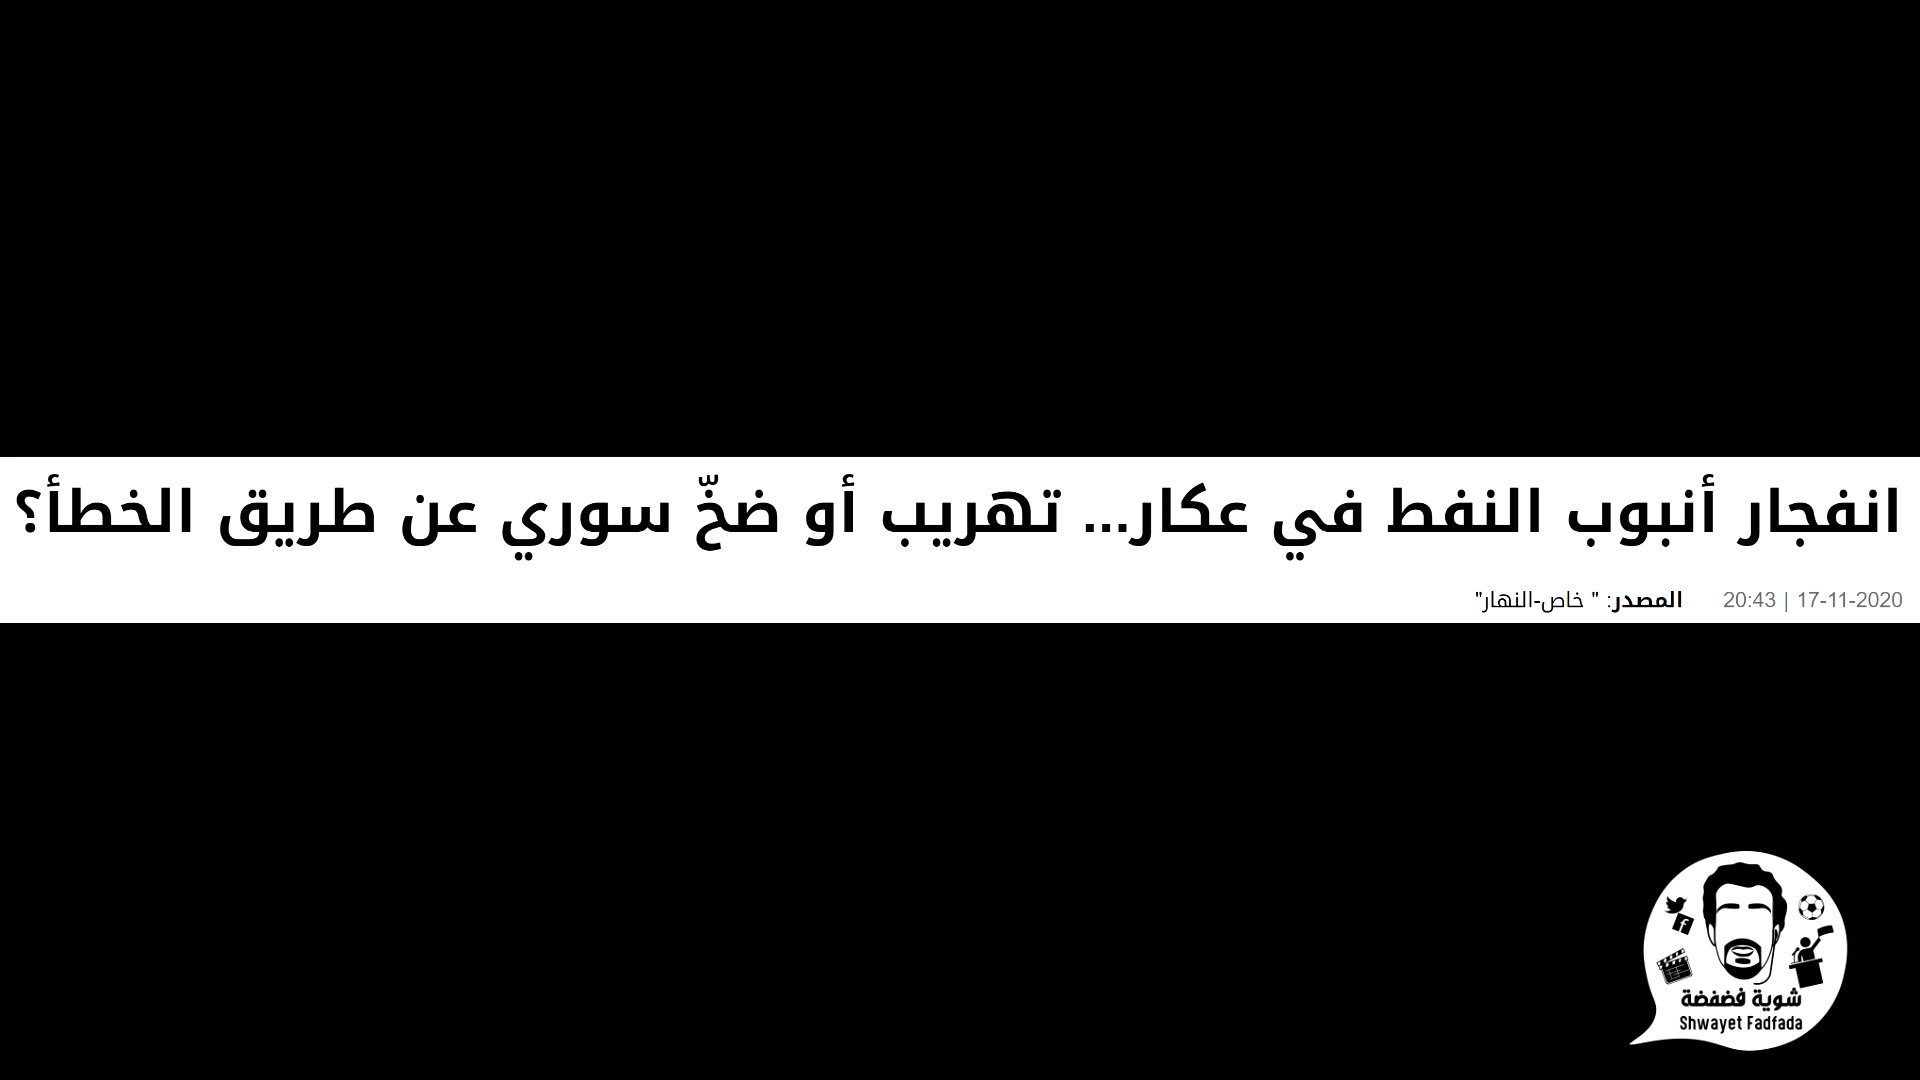 انفجار أنبوب النفط في عكار... تهريب أو ضخّ سوري عن طريق الخطأ؟
17-11-2020 | 20:43 المصدر: " خاص-النهار"
شوية فضفضة
Shwayet Fadfada